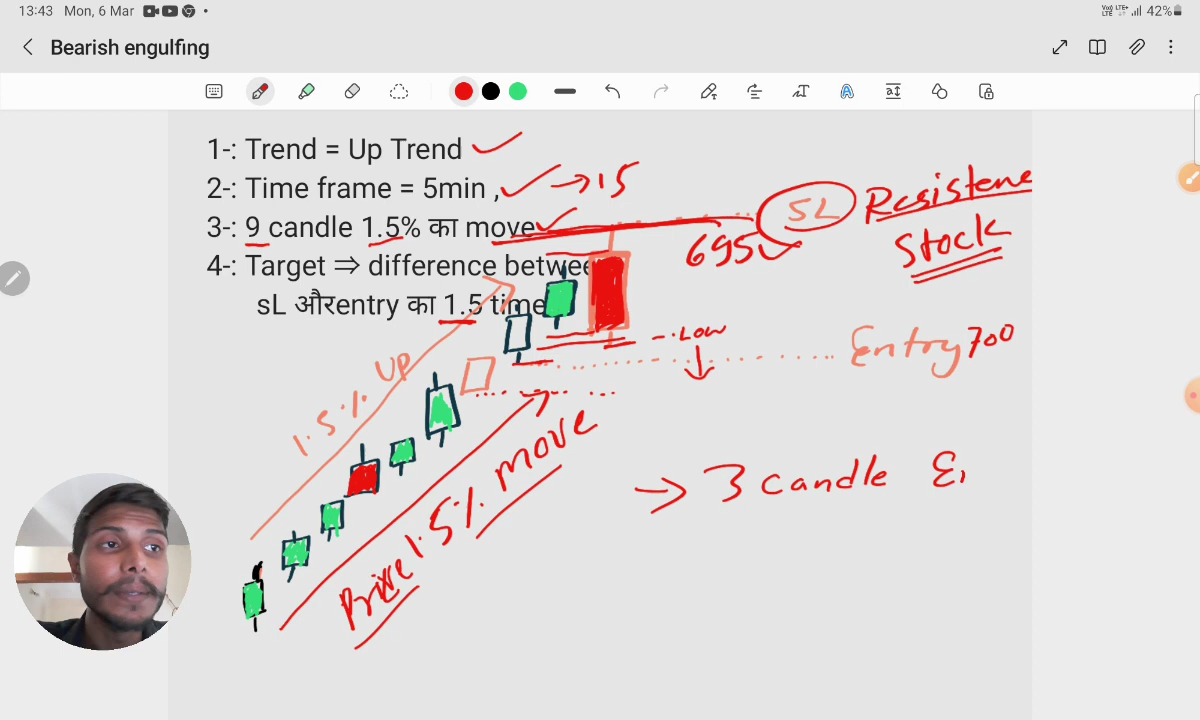 13:43 Mon, 6 Mar
42%
Bearish engulfing
1-: Trend = Up Trend
2-: Time frame = 5min , → 15
3-: 9 candle 1.5% का move
4-: Target ⇒ difference betwee
sL औरentry का 1.5 time
SL
Resistene
Stock
695
--Low
Entry 700
1.5% UP
Price 1.5% move
→ 3 candle